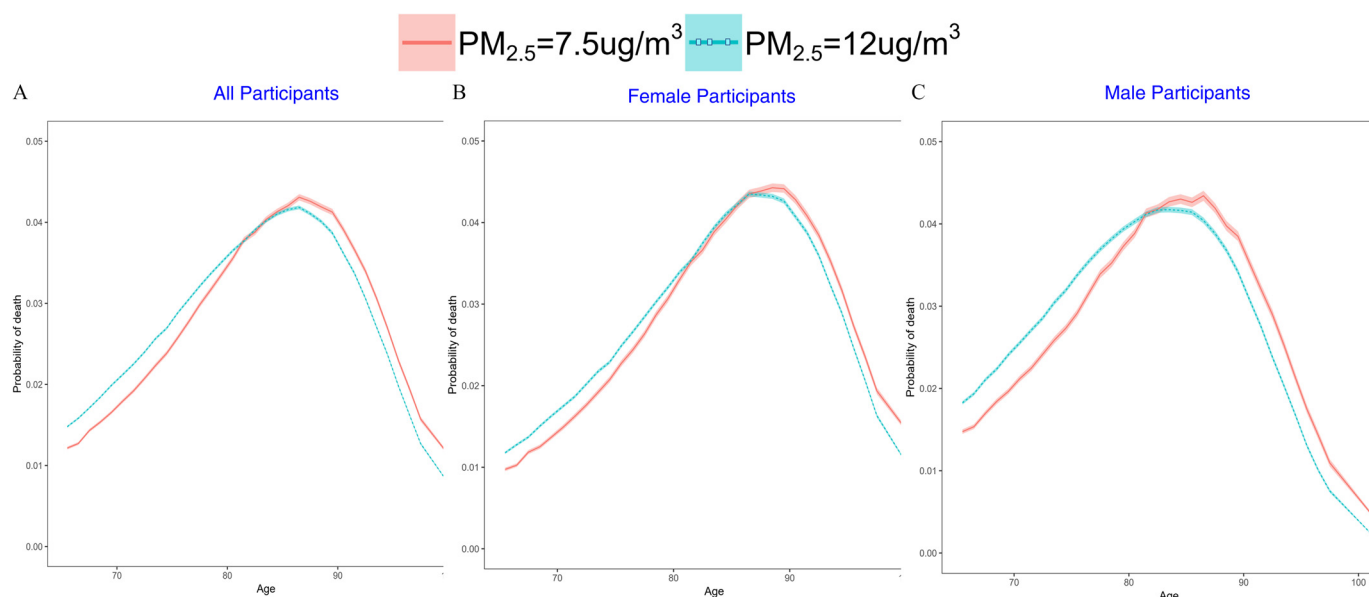 PM2.5=7.5ug/m3 PM2.5=12ug/m3
A All Participants
0.05
0.04
0.03
0.02
0.01
0.00
Probability of death
70 80 90 1
Age
B Female Participants
0.05
0.04
0.03
0.02
0.01
0.00
Probability of death
70 80 90 1
Age
C Male Participants
0.05
0.04
0.03
0.02
0.01
0.00
Probability of death
70 80 90 100
Age